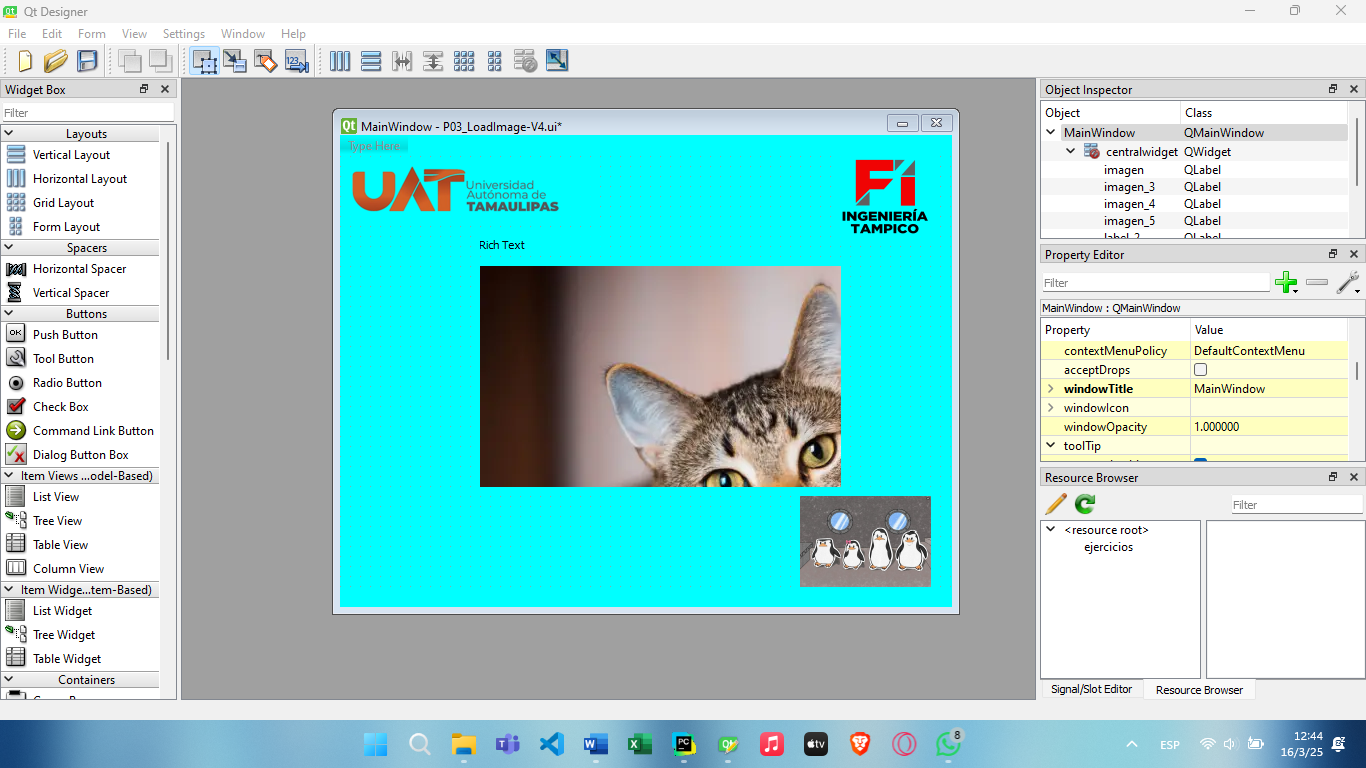 Qt Designer
File Edit Form View Settings Window Help
Widget Box
Filter
Layouts
Vertical Layout
Horizontal Layout
Grid Layout
Form Layout
Spacers
Horizontal Spacer
Vertical Spacer
Buttons
OK Push Button
Tool Button
Radio Button
Check Box
Command Link Button
Dialog Button Box
Item Views ...odel-Based)
List View
Tree View
Table View
Column View
Item Widge...tem-Based)
List Widget
Tree Widget
Table Widget
Containers
Qt MainWindow - P03_LoadImage-V4.ui*
Type Here
UAT
Universidad
Autónoma de
TAMAULIPAS
Fi
INGENIERÍA
TAMPICO
Rich Text
Object Inspector
Object Class
MainWindow QMainWindow
centralwidget QWidget
imagen QLabel
imagen_3 QLabel
imagen_4 QLabel
imagen_5 QLabel
label_2 QLabel
Property Editor
Filter
MainWindow : QMainWindow
Property Value
contextMenuPolicy DefaultContextMenu
acceptDrops
windowTitle MainWindow
windowIcon
windowOpacity 1.000000
toolTip
Resource Browser
Filter
<resource root>
ejercicios
Signal/Slot Editor Resource Browser
ESP
12:44
16/3/25
8